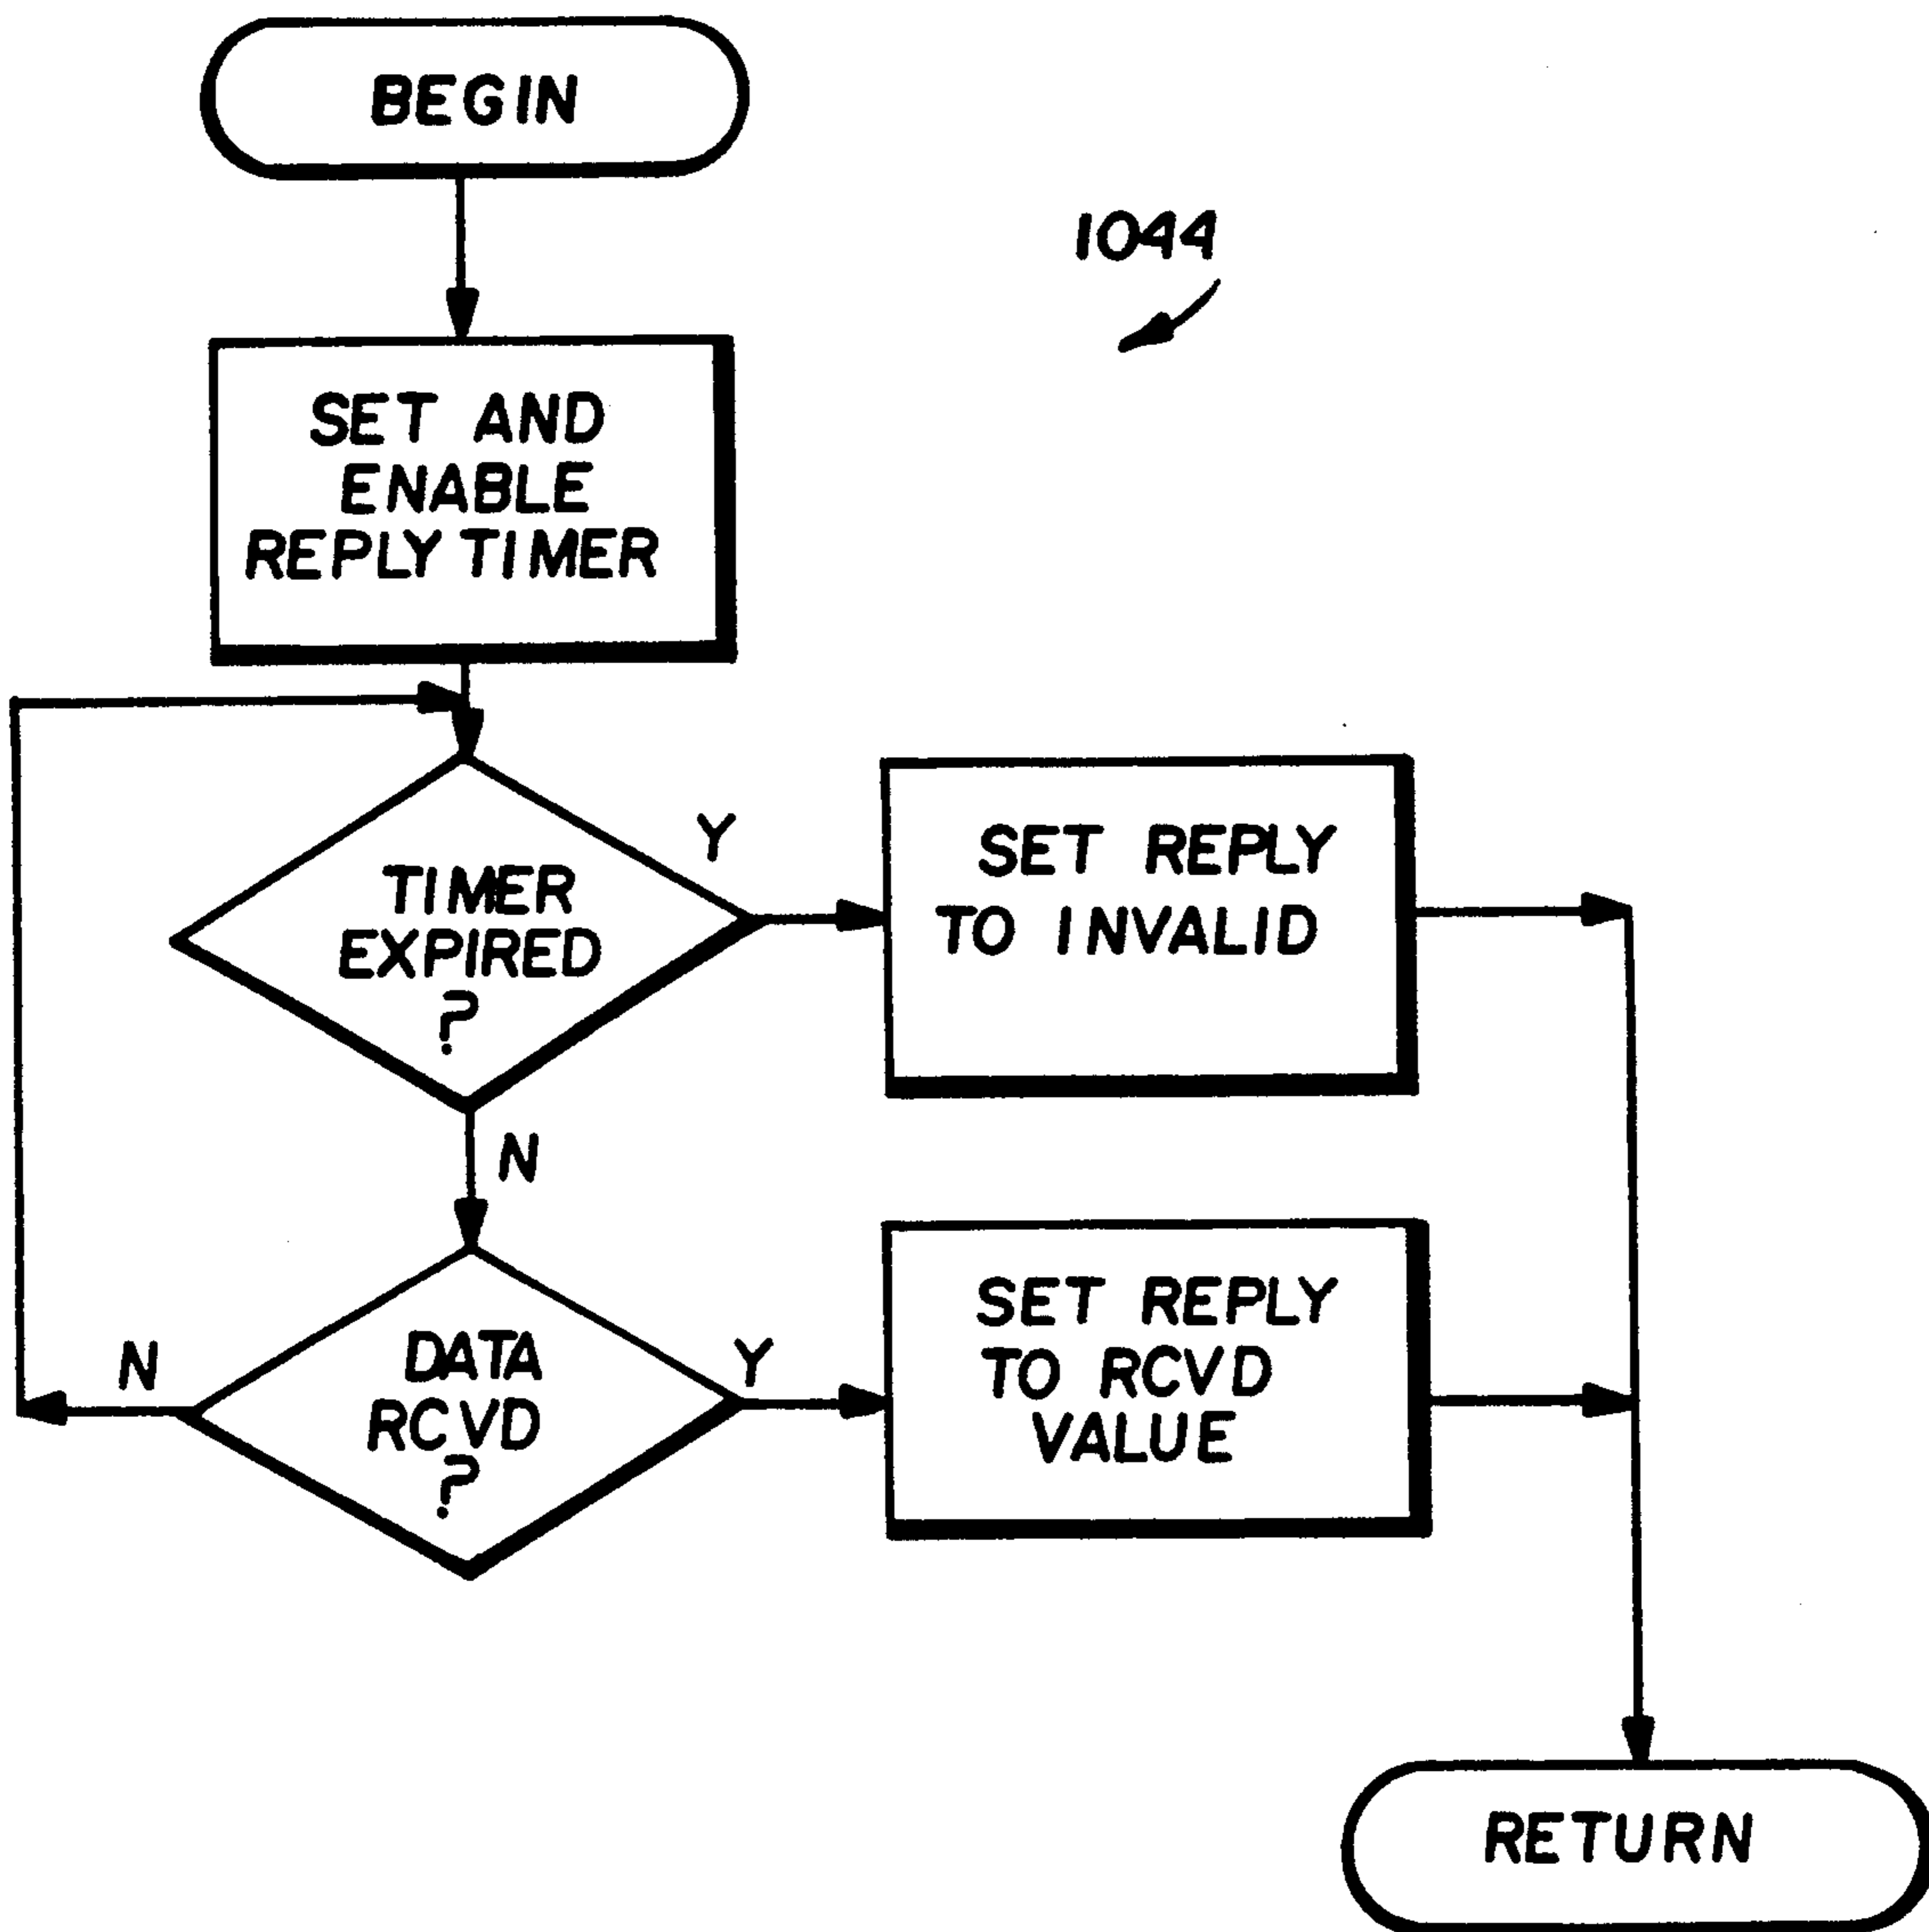 BEGIN
1044
SET AND
ENABLE
REPLY TIMER
TIMER
EXPIRED
?
Y
SET REPLY
TO INVALID
N
DATA
RCVD
?
N
Y
SET REPLY
TO RCVD
VALUE
RETURN